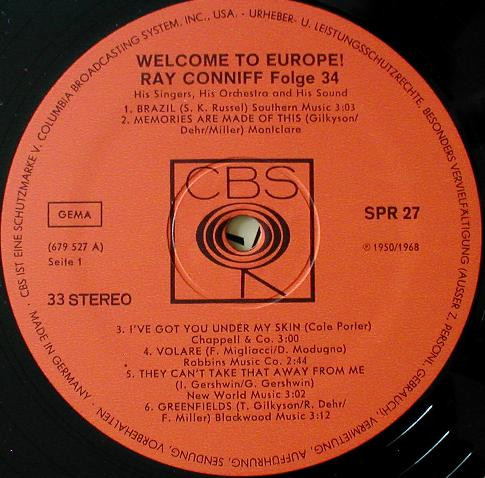 CBS IST EINE SCHUTZMARKE V. COLUMBIA BROADCASTING SYSTEM, INC., USA. - URHEBER- U. LEISTUNGSSCHUTZRECHTE, BESONDERS VERVIELFÄLTIGUNG (AUSSER Z. PERSÖNL. GEBRAUCH), VERMIETUNG, AUFFÜHRUNG, SENDUNG, VORBEHALTEN · MADE IN GERMANY ·
WELCOME TO EUROPE!
RAY CONNIFF Folge 34
His Singers, His Orchestra and His Sound
1. BRAZIL (S. K. Russel) Southern Music 3:03
2. MEMORIES ARE MADE OF THIS (Gilkyson/
Dehr/Miller) Montclare
CBS
GEMA
SPR 27
(679 527 A)
Seite 1
℗ 1950/1968
33 STEREO
3. I'VE GOT YOU UNDER MY SKIN (Cole Porter)
Chappell & Co. 3:00
4. VOLARE (F. Migliacci/D. Modugno)
Robbins Music Co. 2:44
5. THEY CAN'T TAKE THAT AWAY FROM ME
(I. Gershwin/G. Gershwin)
New World Music 3:02
6. GREENFIELDS (T. Gilkyson/R. Dehr/
F. Miller) Blackwood Music 3:12